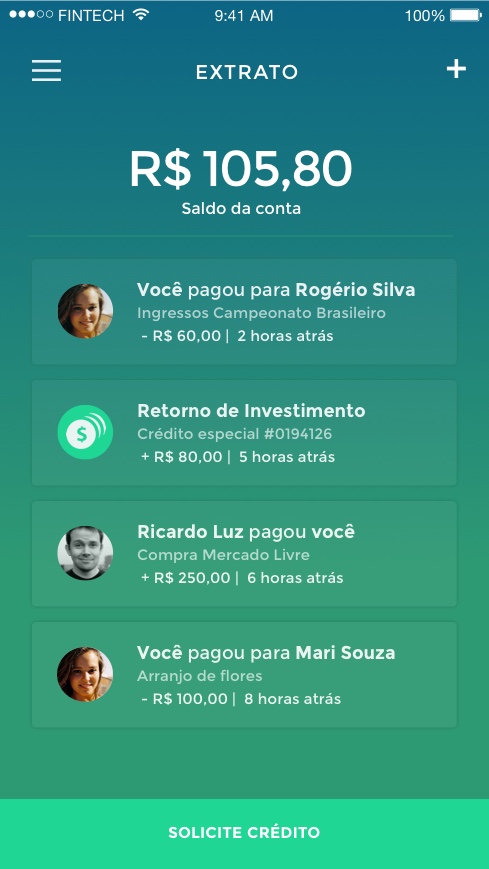 FINTECH 9:41 AM 100%
EXTRATO
R$ 105,80
Saldo da conta
Você pagou para Rogério Silva
Ingressos Campeonato Brasileiro
- R$ 60,00 | 2 horas atrás
$
Retorno de Investimento
Crédito especial #0194126
+ R$ 80,00 | 5 horas atrás
Ricardo Luz pagou você
Compra Mercado Livre
+ R$ 250,00 | 6 horas atrás
Você pagou para Mari Souza
Arranjo de flores
- R$ 100,00 | 8 horas atrás
SOLICITE CRÉDITO